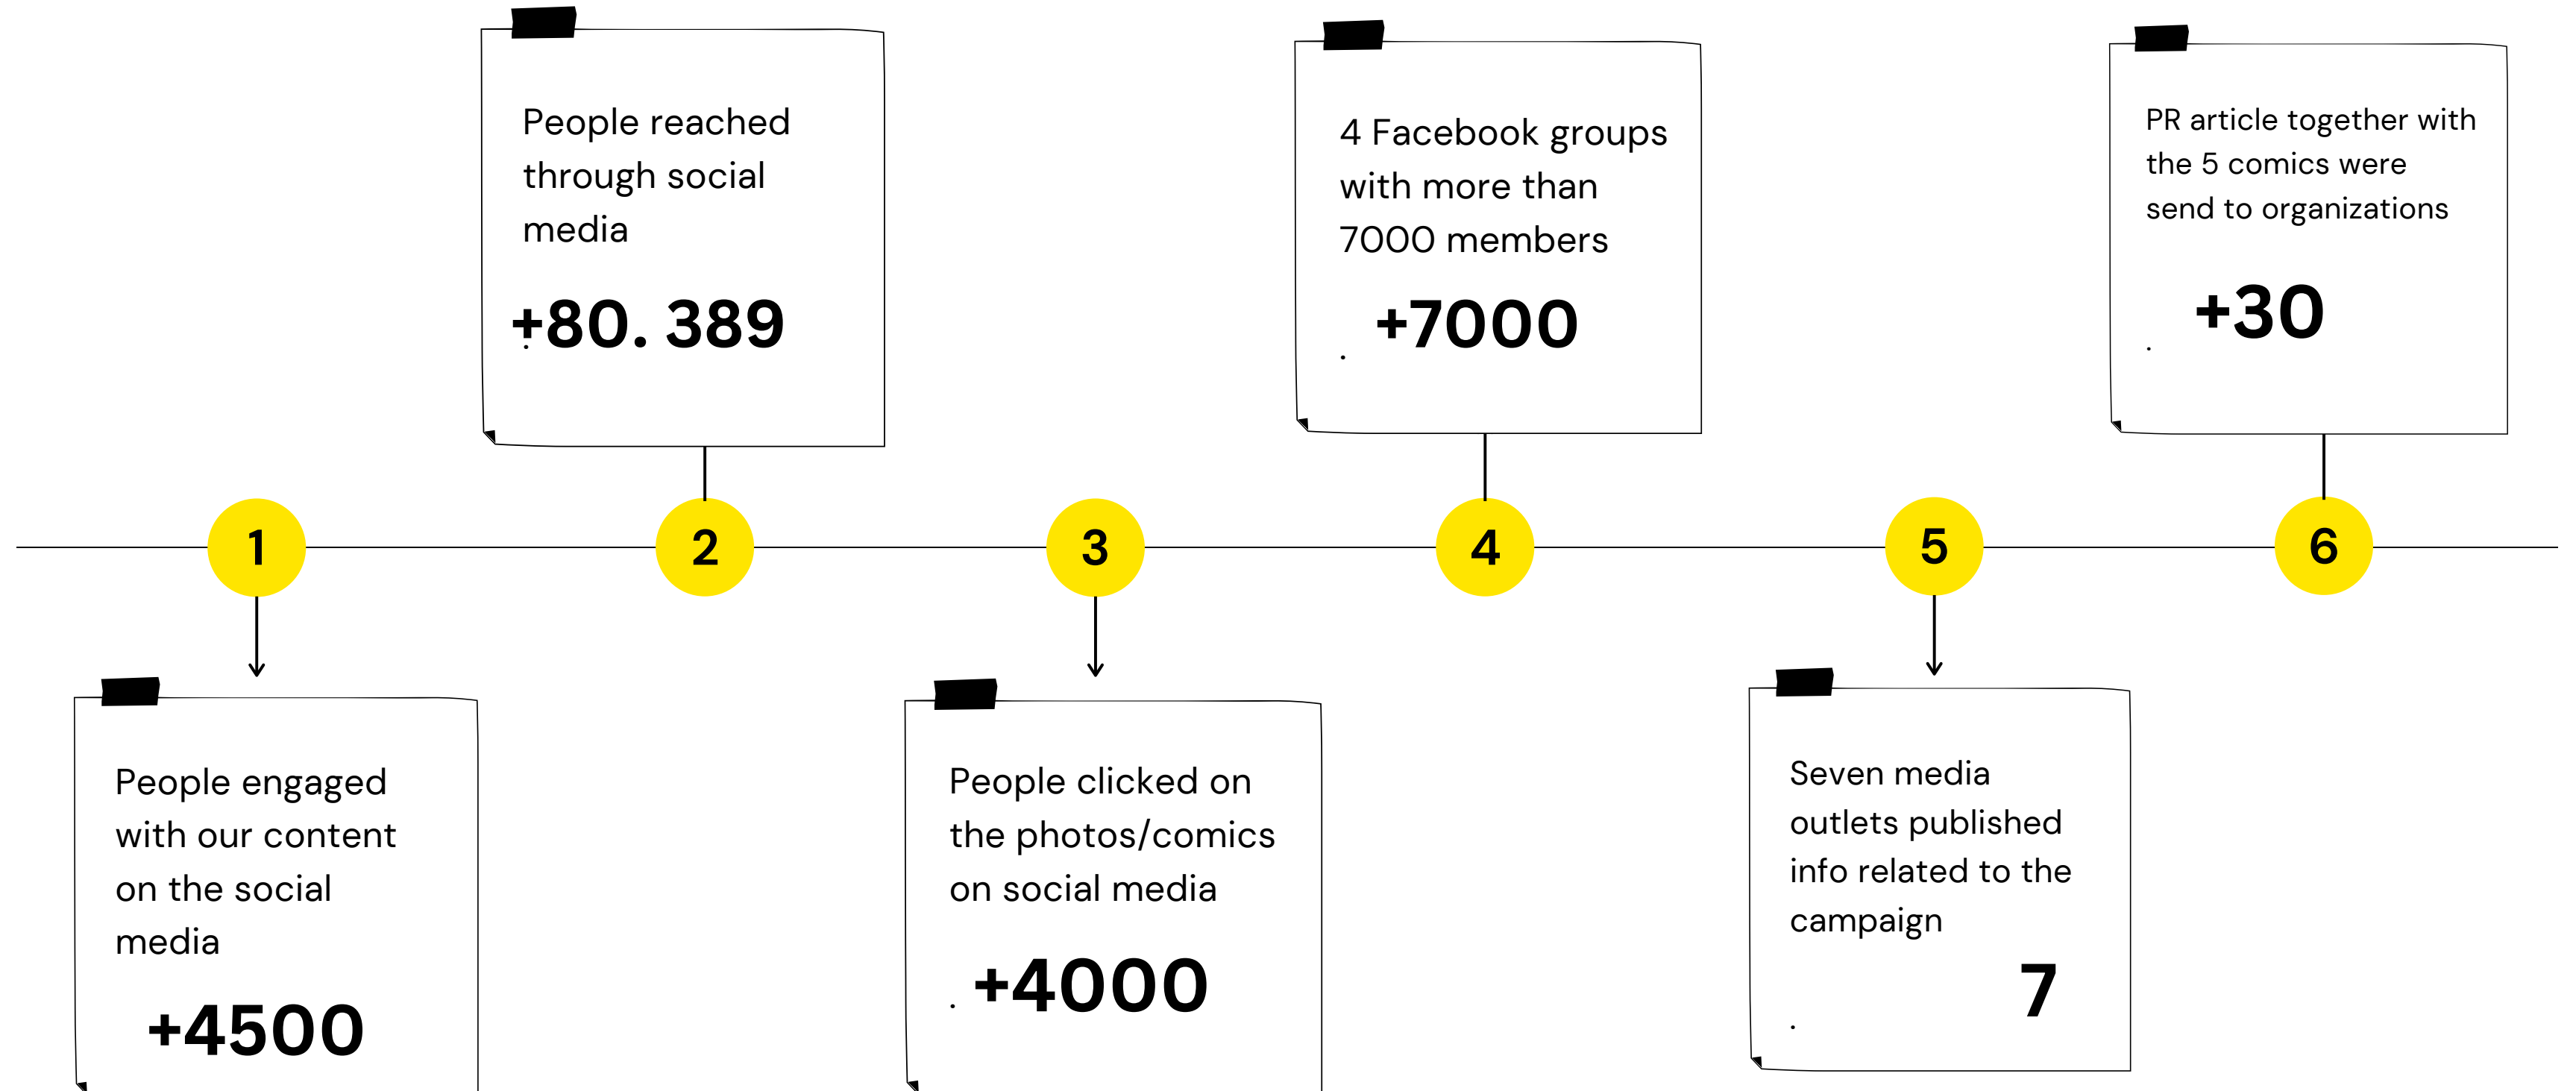 People reached
through social
media
+80. 389
.
4 Facebook groups
with more than
7000 members
+7000
.
PR article together with
the 5 comics were
send to organizations
+30
.
1
2
3
4
5
6
People engaged
with our content
on the social
media
+4500
People clicked on
the photos/comics
on social media
. +4000
Seven media
outlets published
info related to the
campaign
7
.